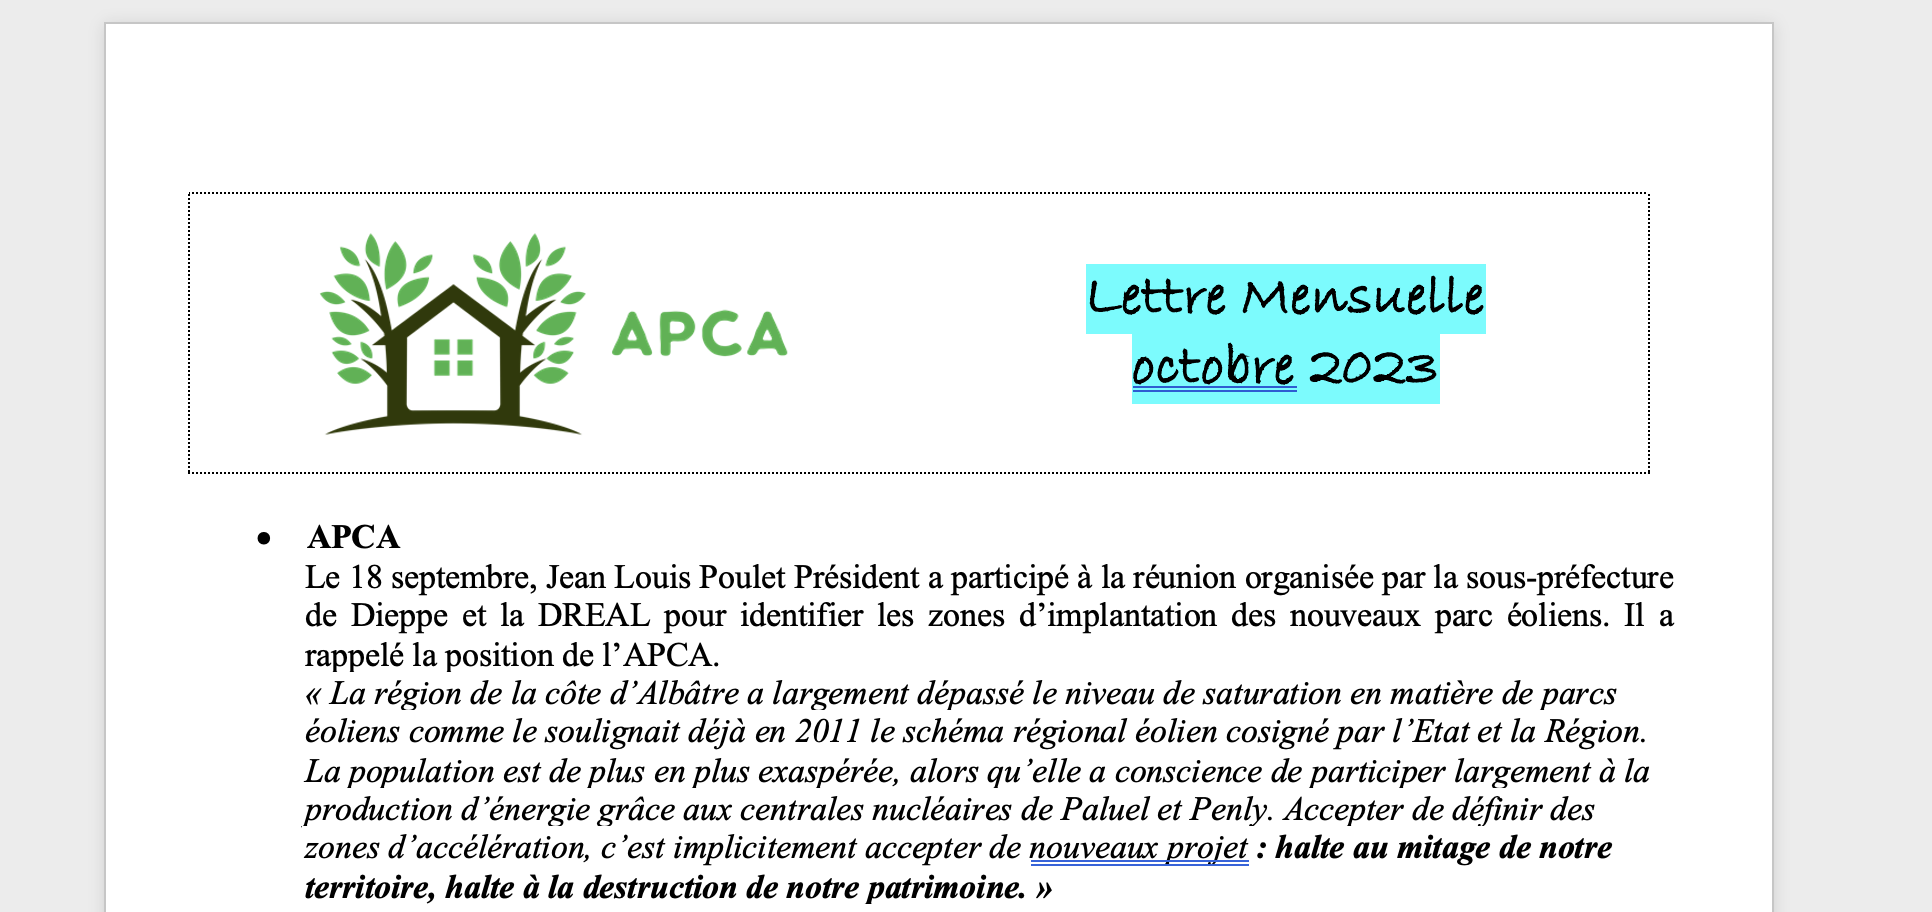 APCA
Lettre Mensuelle
octobre 2023
• APCA
Le 18 septembre, Jean Louis Poulet Président a participé à la réunion organisée par la sous-préfecture
de Dieppe et la DREAL pour identifier les zones d’implantation des nouveaux parc éoliens. Il a
rappelé la position de l’APCA.
« La région de la côte d’Albâtre a largement dépassé le niveau de saturation en matière de parcs
éoliens comme le soulignait déjà en 2011 le schéma régional éolien cosigné par l’Etat et la Région.
La population est de plus en plus exaspérée, alors qu’elle a conscience de participer largement à la
production d’énergie grâce aux centrales nucléaires de Paluel et Penly. Accepter de définir des
zones d’accélération, c’est implicitement accepter de nouveaux projet : halte au mitage de notre
territoire, halte à la destruction de notre patrimoine. »